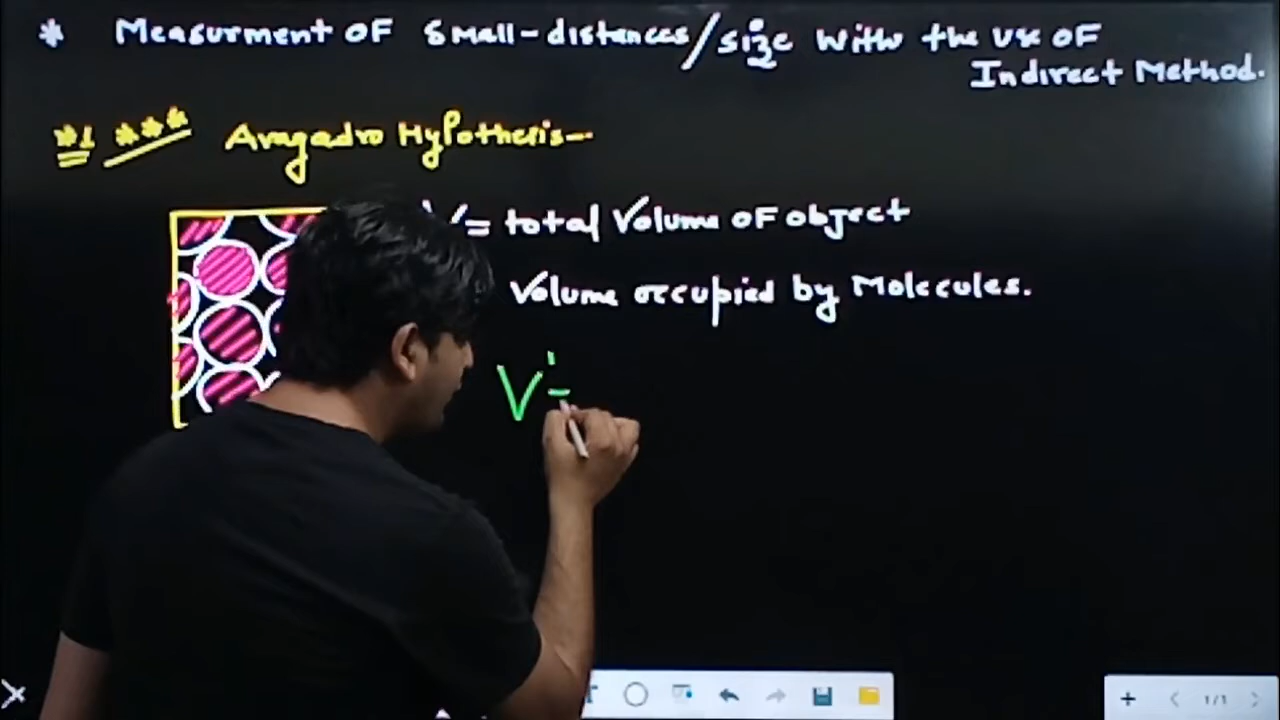 * Measurment OF Small-distances/size with the use OF
Indirect Method.
*1 *** Avogadro Hypothesis-
V = total Volume OF object
Volume occupied by Molecules.
V' =
1/1